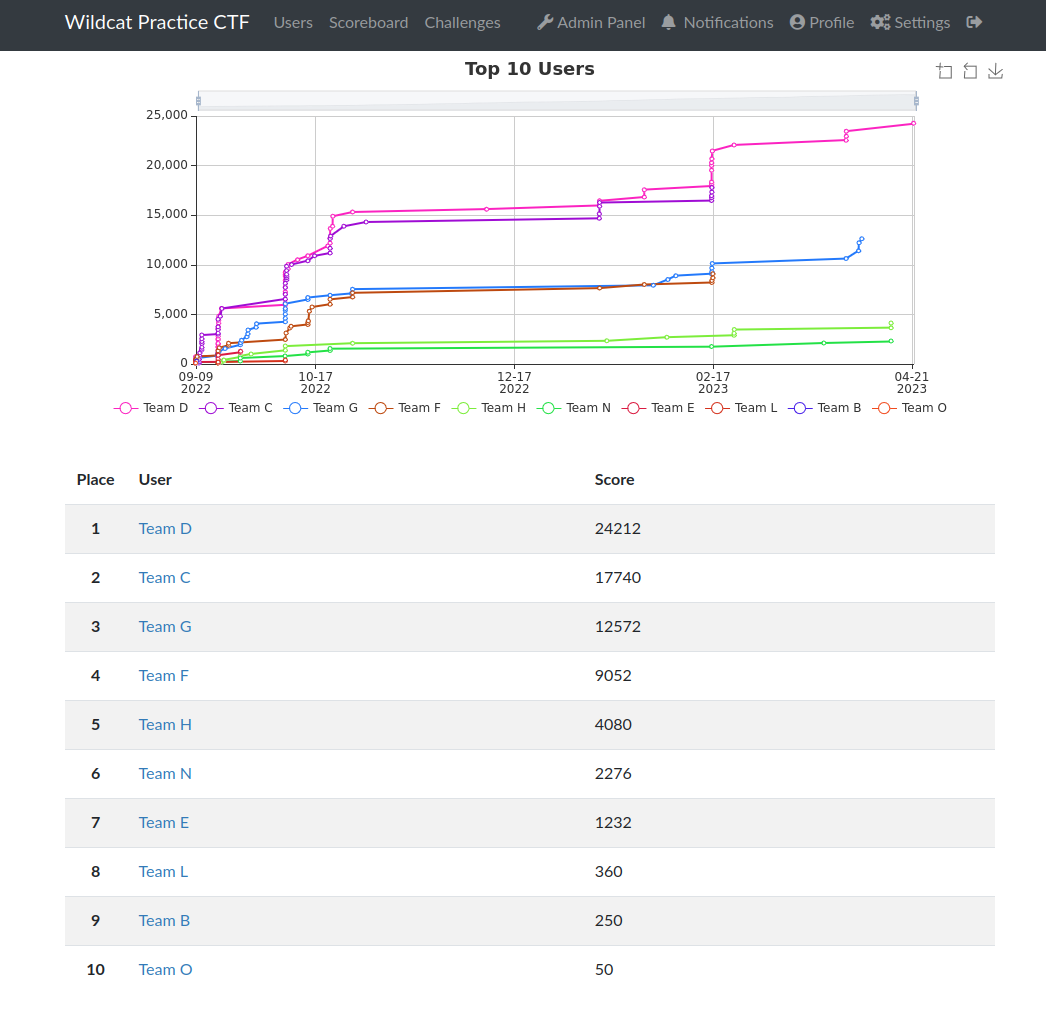 Wildcat Practice CTF Users Scoreboard Challenges Admin Panel Notifications Profile Settings
Top 10 Users
25,000
20,000
15,000
10,000
5,000
0
09-09 10-17 12-17 02-17 04-21
2022 2022 2022 2023 2023
Team D Team C Team G Team F Team H Team N Team E Team L Team B Team O
Place User Score
1 Team D 24212
2 Team C 17740
3 Team G 12572
4 Team F 9052
5 Team H 4080
6 Team N 2276
7 Team E 1232
8 Team L 360
9 Team B 250
10 Team O 50